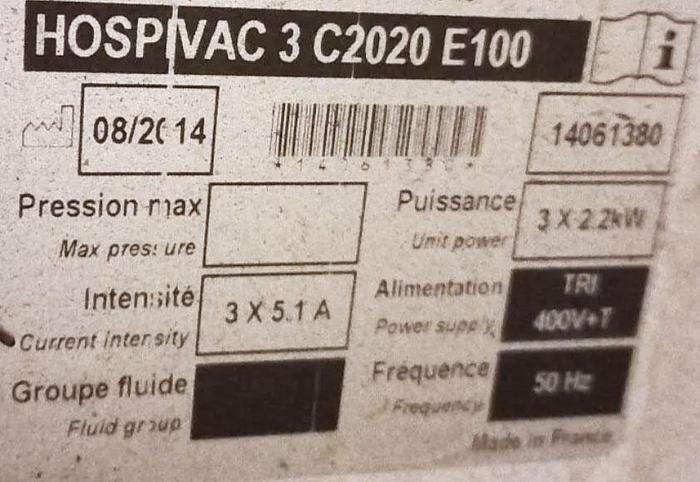 HOSPIVAC 3 C2020 E100
08/2014
14061380
*14061380*
Pression max
Max pressure
Puissance
Unit power
3 X 2.2kW
Intensité
Current intensity
3 X 5.1 A
Alimentation
Power supply
TRI
400V+T
Groupe fluide
Fluid group
Fréquence
Frequency
50 Hz
Made in France